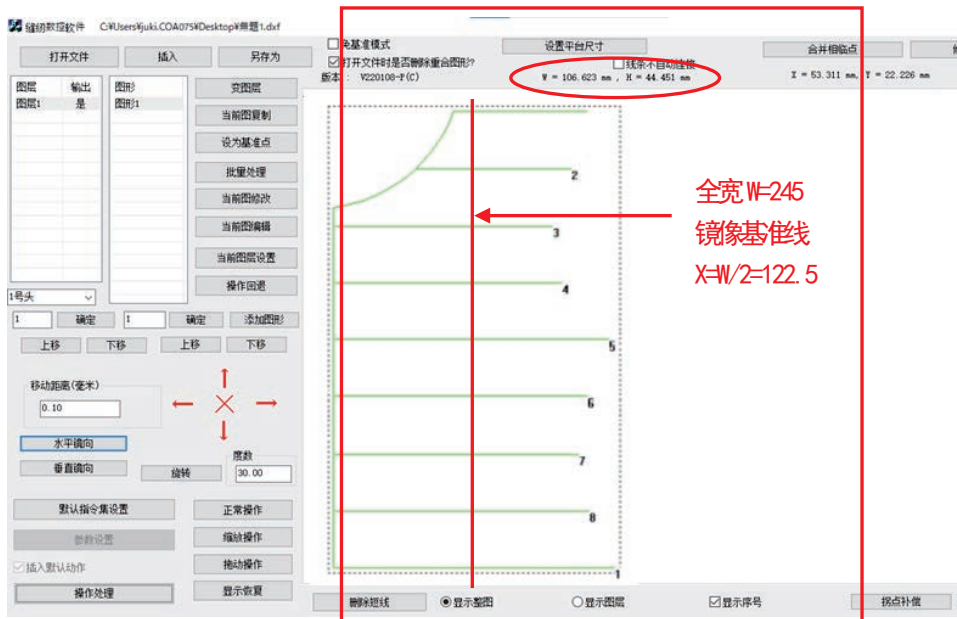 缝纫数控软件 C:¥Users¥juki.COA075¥Desktop¥無題1.dxf
打开文件 插入 另存为
免基准模式 设置平台尺寸 合并相临点
打开文件时是否删除重合图形? 线条不自动连接
版本： V220108-P(C) W = 106.623 mm , H = 44.451 mm X = 53.311 mm, Y = 22.226 mm
图层 输出 图形 变图层
图层1 是 图形1
当前图复制
设为基准点
批量处理
当前图修改
当前图编辑
当前图层设置
操作回退
1号头
1 确定 1 确定 添加图形
上移 下移 上移 下移
移动距离(毫米)
0.10
水平镜向
垂直镜向 旋转 度数
30.00
默认指令集设置 正常操作
参数设置 缩放操作
插入默认动作 拖动操作
操作处理 显示恢复
2
3
4
5
6
7
8
1
全宽W=245
镜像基准线
X=W/2=122.5
删除短线 显示整图 显示图层 显示序号 拐点补偿